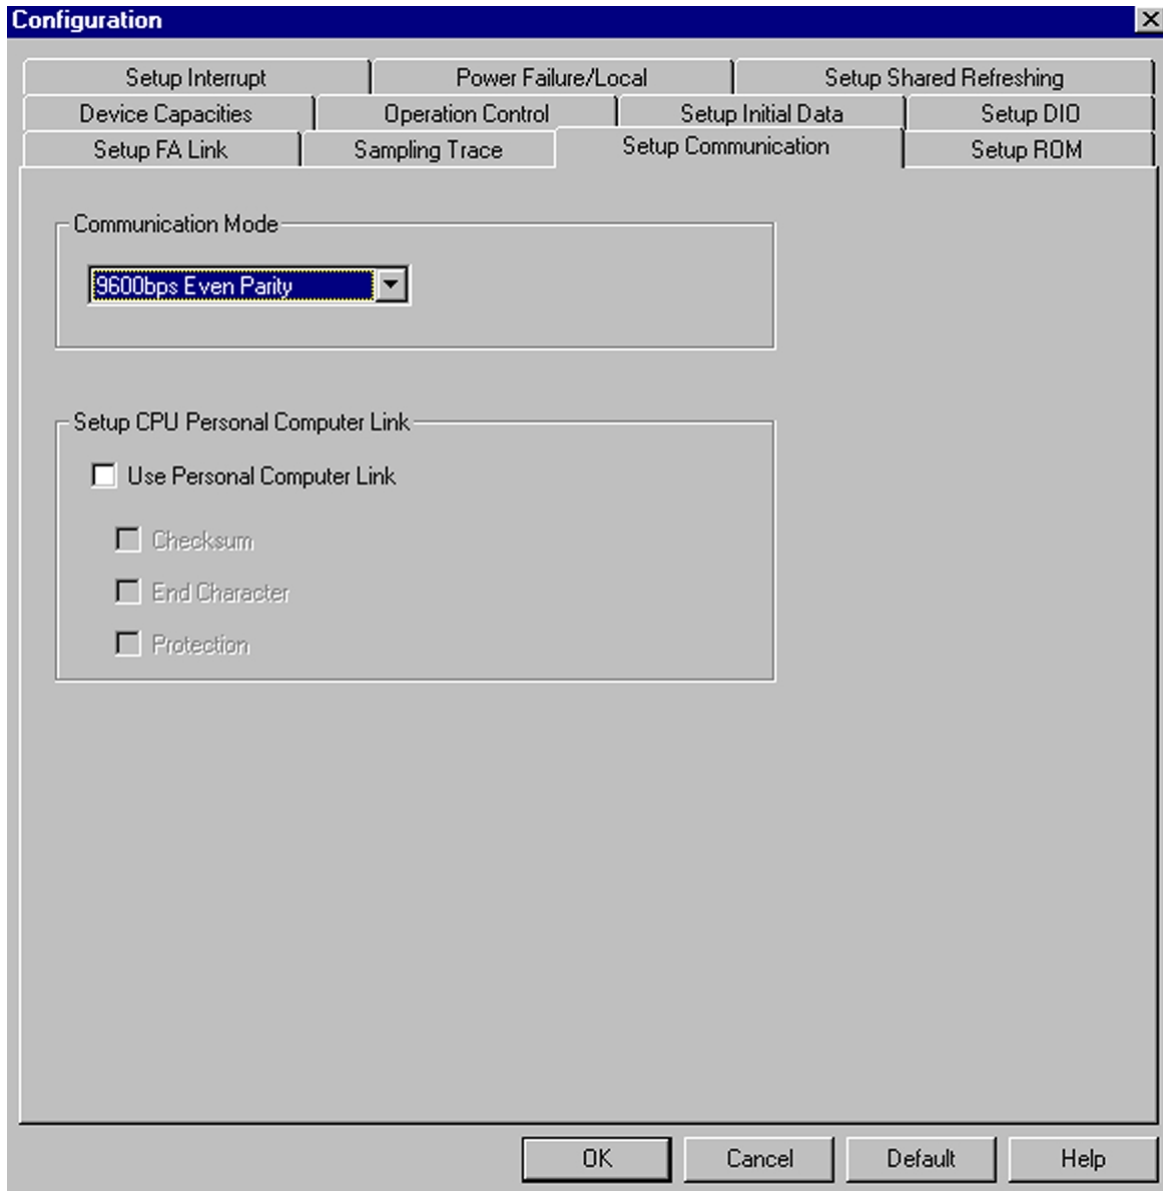 Configuration
Setup Interrupt Power Failure/Local Setup Shared Refreshing
Device Capacities Operation Control Setup Initial Data Setup DIO
Setup FA Link Sampling Trace Setup Communication Setup ROM
Communication Mode
9600bps Even Parity
Setup CPU Personal Computer Link
Use Personal Computer Link
Checksum
End Character
Protection
OK Cancel Default Help